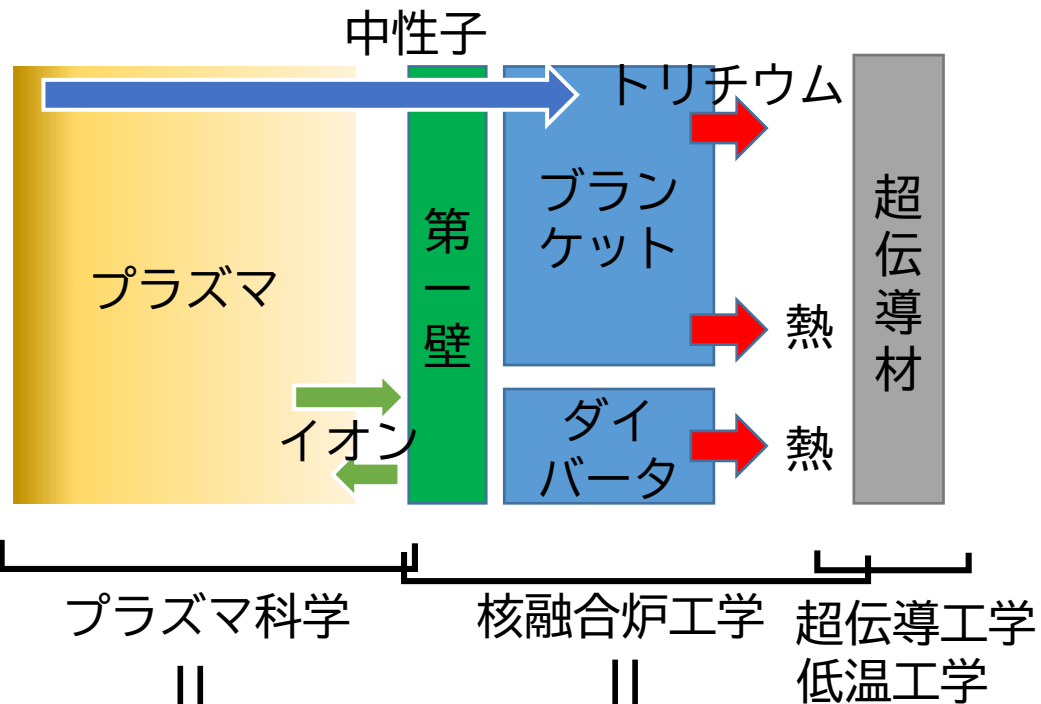 中性子
トリチウム
プラズマ
第一壁
ブラン
ケット
熱
超伝導材
イオン
ダイ
バータ
熱
プラズマ科学
核融合炉工学
超伝導工学
低温工学